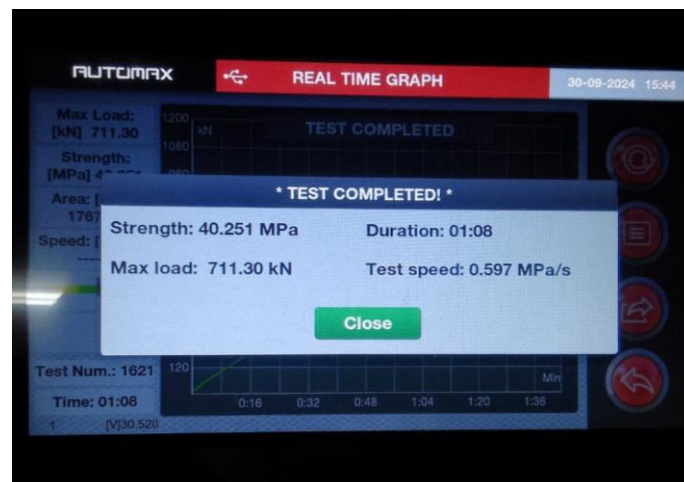 AUTOMAX
REAL TIME GRAPH
30-09-2024 15:44
Max Load:
[kN] 711.30
Strength:
[MPa]
Area:
1767
Speed:
1200
kN
1080
960
TEST COMPLETED
* TEST COMPLETED! *
Strength: 40.251 MPa
Duration: 01:08
Max load: 711.30 kN
Test speed: 0.597 MPa/s
Close
Test Num.: 1621
Time: 01:08
120
Min
0:16 0:32 0:48 1:04 1:20 1:36
1 [V]30.520